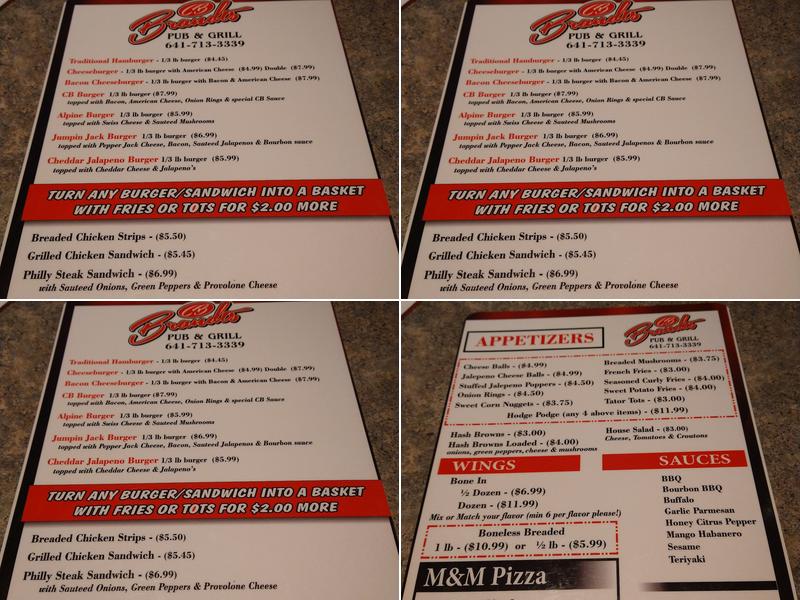 CB
Brandes
PUB & GRILL
641-713-3339
Traditional Hamburger - 1/3 lb burger ($4.45)
Cheeseburger - 1/3 lb burger with American Cheese ($4.99) Double ($7.99)
Bacon Cheeseburger - 1/3 lb burger with Bacon & American Cheese ($7.99)
CB Burger 1/3 lb burger ($7.99)
topped with Bacon, American Cheese, Onion Rings & special CB Sauce
Alpine Burger 1/3 lb burger ($5.99)
topped with Swiss Cheese & Sauteed Mushrooms
Jumpin Jack Burger 1/3 lb burger ($6.99)
topped with Pepper Jack Cheese, Bacon, Sauteed Jalapenos & Bourbon sauce
Cheddar Jalapeno Burger 1/3 lb burger ($5.99)
topped with Cheddar Cheese & Jalapeno's
TURN ANY BURGER/SANDWICH INTO A BASKET
WITH FRIES OR TOTS FOR $2.00 MORE
Breaded Chicken Strips - ($5.50)
Grilled Chicken Sandwich - ($5.45)
Philly Steak Sandwich - ($6.99)
with Sauteed Onions, Green Peppers & Provolone Cheese
CB
Brandes
PUB & GRILL
641-713-3339
Traditional Hamburger - 1/3 lb burger ($4.45)
Cheeseburger - 1/3 lb burger with American Cheese ($4.99) Double ($7.99)
Bacon Cheeseburger - 1/3 lb burger with Bacon & American Cheese ($7.99)
CB Burger 1/3 lb burger ($7.99)
topped with Bacon, American Cheese, Onion Rings & special CB Sauce
Alpine Burger 1/3 lb burger ($5.99)
topped with Swiss Cheese & Sauteed Mushrooms
Jumpin Jack Burger 1/3 lb burger ($6.99)
topped with Pepper Jack Cheese, Bacon, Sauteed Jalapenos & Bourbon sauce
Cheddar Jalapeno Burger 1/3 lb burger ($5.99)
topped with Cheddar Cheese & Jalapeno's
TURN ANY BURGER/SANDWICH INTO A BASKET
WITH FRIES OR TOTS FOR $2.00 MORE
Breaded Chicken Strips - ($5.50)
Grilled Chicken Sandwich - ($5.45)
Philly Steak Sandwich - ($6.99)
with Sauteed Onions, Green Peppers & Provolone Cheese
CB
Brandes
PUB & GRILL
641-713-3339
Traditional Hamburger - 1/3 lb burger ($4.45)
Cheeseburger - 1/3 lb burger with American Cheese ($4.99) Double ($7.99)
Bacon Cheeseburger - 1/3 lb burger with Bacon & American Cheese ($7.99)
CB Burger 1/3 lb burger ($7.99)
topped with Bacon, American Cheese, Onion Rings & special CB Sauce
Alpine Burger 1/3 lb burger ($5.99)
topped with Swiss Cheese & Sauteed Mushrooms
Jumpin Jack Burger 1/3 lb burger ($6.99)
topped with Pepper Jack Cheese, Bacon, Sauteed Jalapenos & Bourbon sauce
Cheddar Jalapeno Burger 1/3 lb burger ($5.99)
topped with Cheddar Cheese & Jalapeno's
TURN ANY BURGER/SANDWICH INTO A BASKET
WITH FRIES OR TOTS FOR $2.00 MORE
Breaded Chicken Strips - ($5.50)
Grilled Chicken Sandwich - ($5.45)
Philly Steak Sandwich - ($6.99)
with Sauteed Onions, Green Peppers & Provolone Cheese
APPETIZERS
CB
Brandes
PUB & GRILL
641-713-3339
Cheese Balls - ($4.99)
Jalepeno Cheese Balls - ($4.99)
Stuffed Jalepeno Poppers - ($4.50)
Onion Rings - ($4.50)
Sweet Corn Nuggets - ($3.75)
Breaded Mushrooms - ($3.75)
French Fries - ($3.00)
Seasoned Curly Fries - ($4.00)
Sweet Potato Fries - ($4.00)
Tator Tots - ($3.00)
Hodge Podge (any 4 above items) - ($11.99)
Hash Browns - ($3.00)
Hash Browns Loaded - ($4.00)
onions, green peppers, cheese & mushrooms
House Salad - ($3.00)
Cheese, Tomatoes & Croutons
WINGS
Bone In
½ Dozen - ($6.99)
Dozen - ($11.99)
Mix or Match your flavor (min 6 per flavor please!)
Boneless Breaded
1 lb - ($10.99) or ½ lb - ($5.99)
SAUCES
BBQ
Bourbon BBQ
Buffalo
Garlic Parmesan
Honey Citrus Pepper
Mango Habanero
Sesame
Teriyaki
M&M Pizza